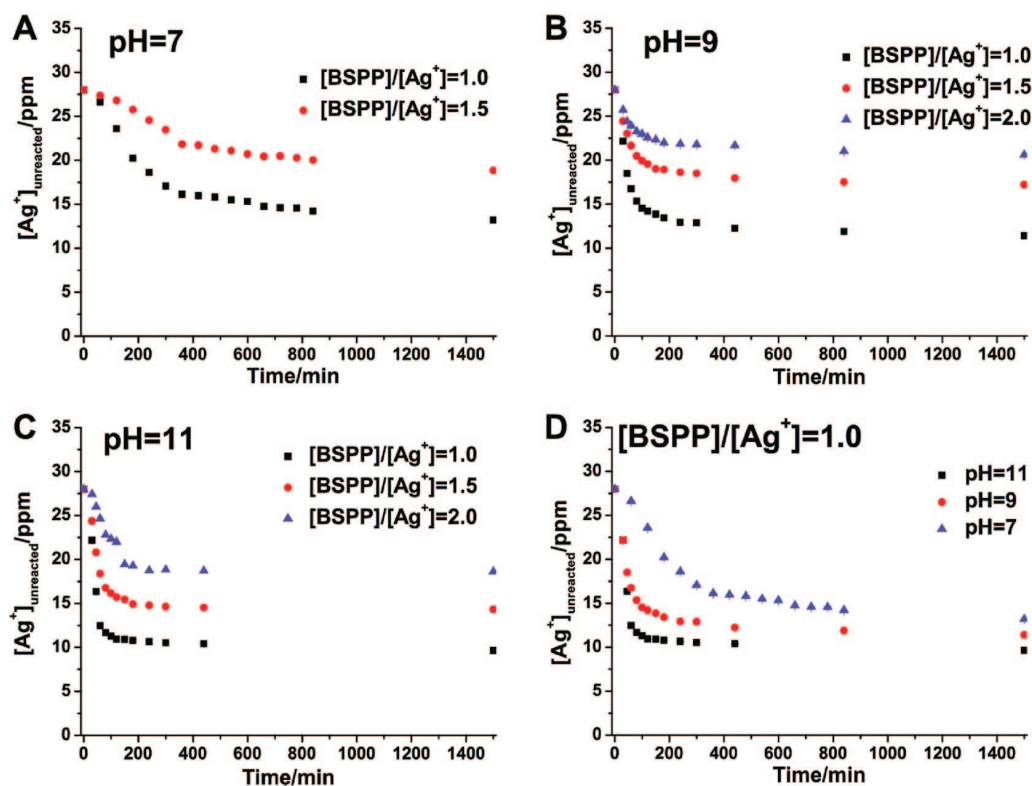 A
pH=7
[BSPP]/[Ag⁺]=1.0
[BSPP]/[Ag⁺]=1.5
[Ag⁺]unreacted/ppm
35
30
25
20
15
10
5
0
0 200 400 600 800 1000 1200 1400
Time/min
B
pH=9
[BSPP]/[Ag⁺]=1.0
[BSPP]/[Ag⁺]=1.5
[BSPP]/[Ag⁺]=2.0
[Ag⁺]unreacted/ppm
35
30
25
20
15
10
5
0
0 200 400 600 800 1000 1200 1400
Time/min
C
pH=11
[BSPP]/[Ag⁺]=1.0
[BSPP]/[Ag⁺]=1.5
[BSPP]/[Ag⁺]=2.0
[Ag⁺]unreacted/ppm
35
30
25
20
15
10
5
0
0 200 400 600 800 1000 1200 1400
Time/min
D
[BSPP]/[Ag⁺]=1.0
pH=11
pH=9
pH=7
[Ag⁺]unreacted/ppm
35
30
25
20
15
10
5
0
0 200 400 600 800 1000 1200 1400
Time/min